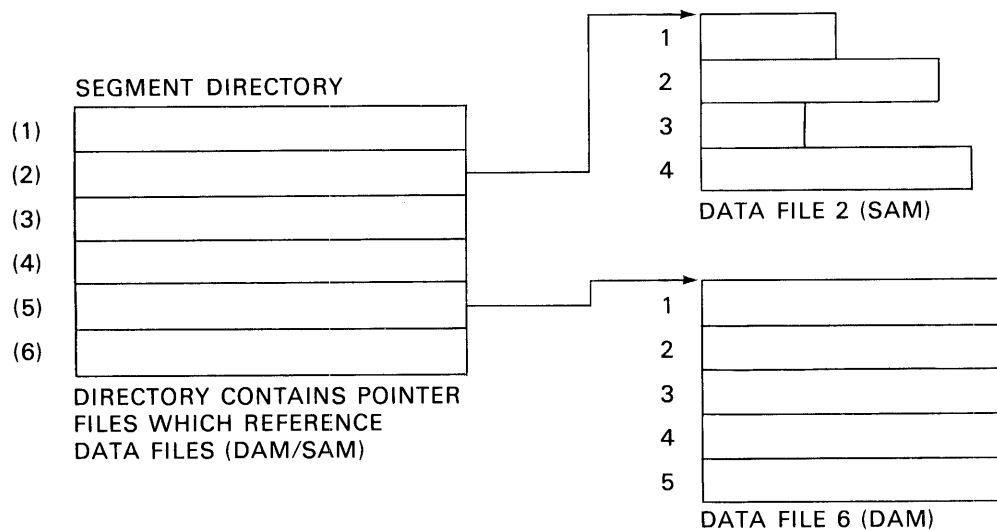 SEGMENT DIRECTORY
(1)
(2)
(3)
(4)
(5)
(6)
DIRECTORY CONTAINS POINTER
FILES WHICH REFERENCE
DATA FILES (DAM/SAM)
1
2
3
4
DATA FILE 2 (SAM)
1
2
3
4
5
DATA FILE 6 (DAM)